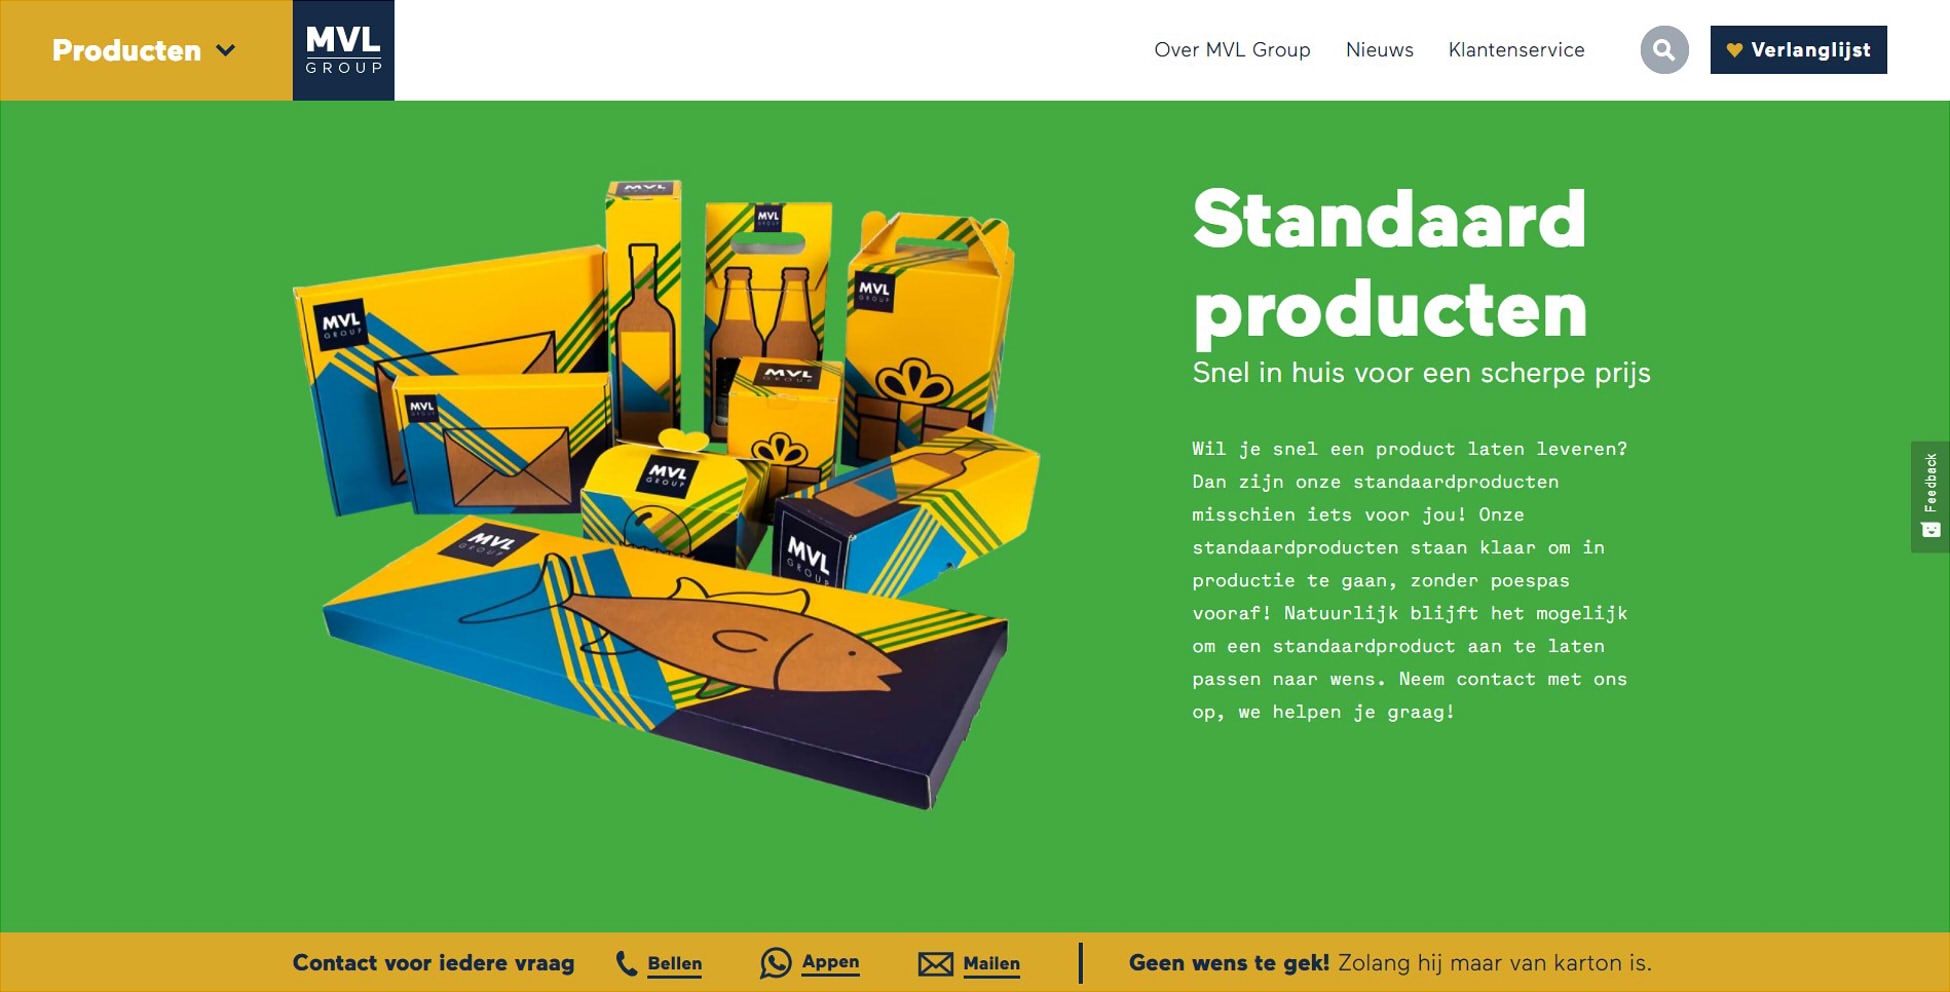 Producten
MVL
GROUP
Over MVL Group
Nieuws
Klantenservice
Verlanglijst
Standaard
producten
Snel in huis voor een scherpe prijs
Wil je snel een product laten leveren?
Dan zijn onze standaardproducten
misschien iets voor jou! Onze
standaardproducten staan klaar om in
productie te gaan, zonder poespas
vooraf! Natuurlijk blijft het mogelijk
om een standaardproduct aan te laten
passen naar wens. Neem contact met ons
op, we helpen je graag!
MVL
MVL
GROUP
MVL
GROUP
MVL
GROUP
MVL
GROUP
MVL
GROUP
MVL
GROUP
MVL
GROUP
MVL
GROUP
Feedback
Contact voor iedere vraag
Bellen
Appen
Mailen
Geen wens te gek! Zolang hij maar van karton is.